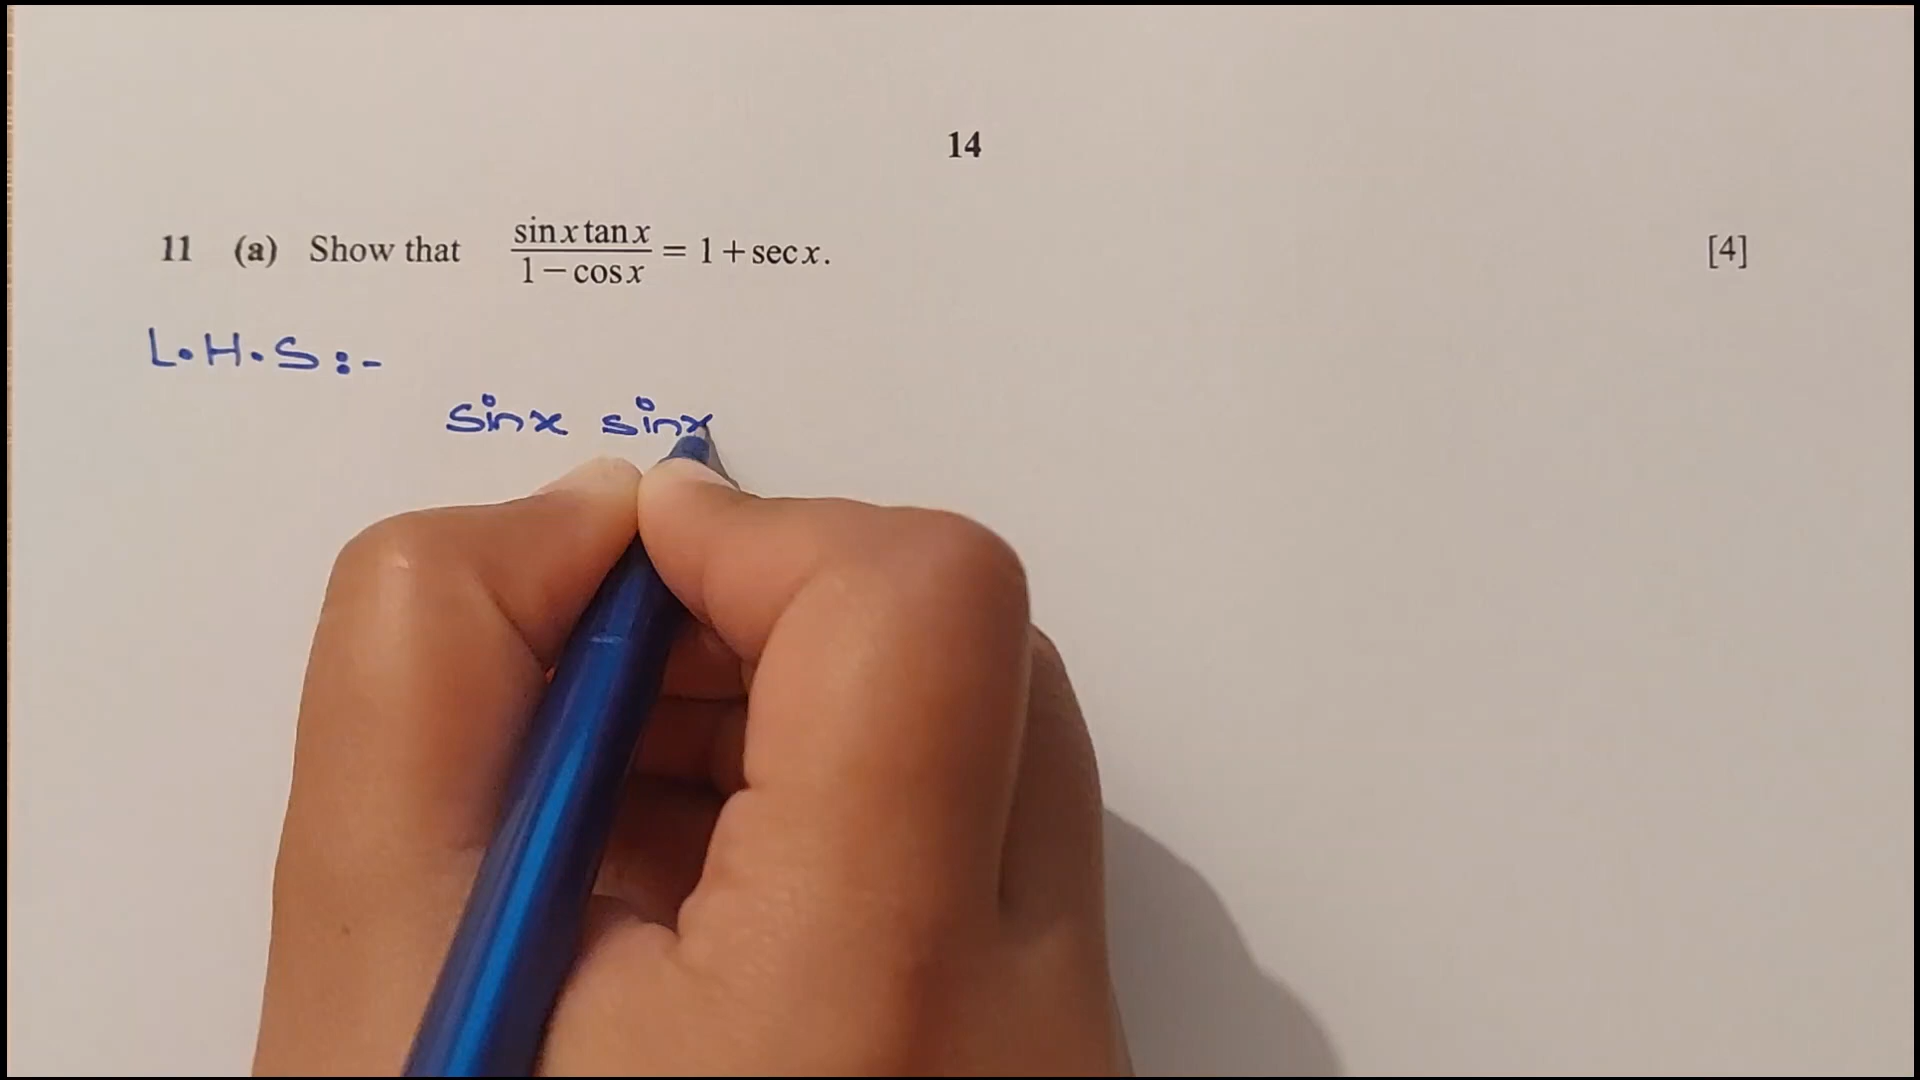 14
11 (a) Show that sin x tan x / 1 − cos x = 1 + sec x. [4]
L.H.S :-
sinx sinx